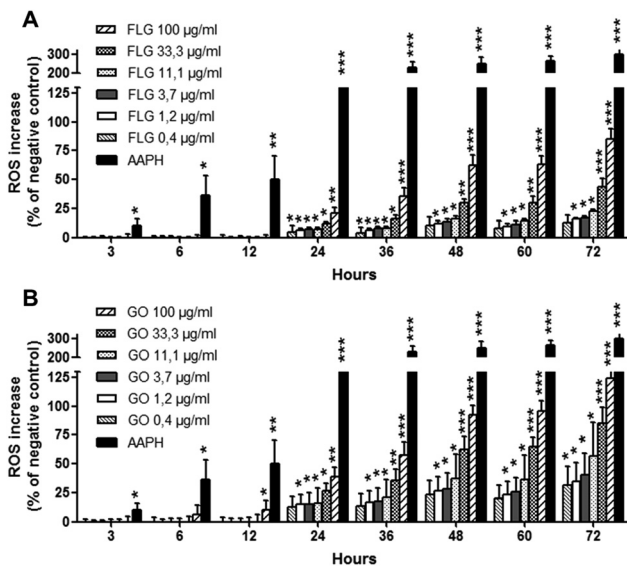 A
FLG 100 µg/ml
FLG 33,3 µg/ml
FLG 11,1 µg/ml
FLG 3,7 µg/ml
FLG 1,2 µg/ml
FLG 0,4 µg/ml
AAPH
ROS increase
(% of negative control)
300
200
125
100
75
50
25
0
* * ** *** *** *** *** ***
* * * * * ** * * * * * *** * * * ** *** * * * ** *** * * * *** ***
3 6 12 24 36 48 60 72
Hours
B
GO 100 µg/ml
GO 33,3 µg/ml
GO 11,1 µg/ml
GO 3,7 µg/ml
GO 1,2 µg/ml
GO 0,4 µg/ml
AAPH
ROS increase
(% of negative control)
300
200
125
100
75
50
25
0
3 6 12 24 36 48 60 72
Hours